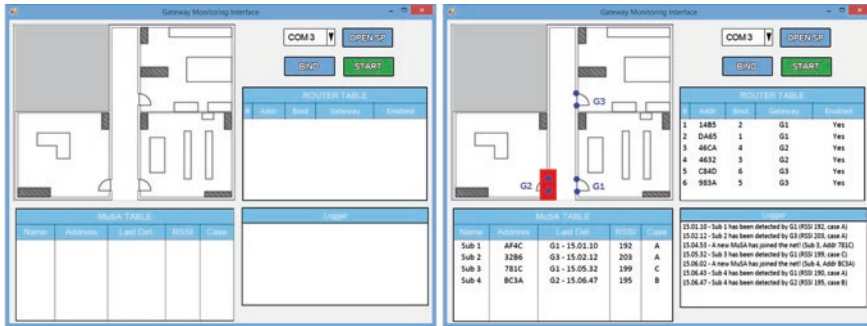 Gateway Monitoring Interface
COM 3 OPEN SP
BIND START
ROUTER TABLE
# Addr Bind Gateway Enabled
MuSA TABLE
Name Address Last Det. RSSI Case
Logger
Gateway Monitoring Interface
COM 3 OPEN SP
BIND START
G3
G2
G1
ROUTER TABLE
# Addr Bind Gateway Enabled
1 14B5 2 G1 Yes
2 DA65 1 G1 Yes
3 46CA 4 G2 Yes
4 4632 3 G2 Yes
5 C84D 6 G3 Yes
6 983A 5 G3 Yes
MuSA TABLE
Name Address Last Det. RSSI Case
Sub 1 AF4C G1 - 15.01.10 192 A
Sub 2 32B6 G3 - 15.02.12 203 A
Sub 3 781C G1 - 15.05.32 199 C
Sub 4 BC3A G2 - 15.06.47 195 B
Logger
15.01.10 - Sub 1 has been detected by G1 (RSSI 192, case A)
15.02.12 - Sub 2 has been detected by G3 (RSSI 203, case A)
15.04.53 - A new MuSA has joined the net! (Sub 3, Addr 781C)
15.05.32 - Sub 3 has been detected by G1 (RSSI 199, case C)
15.06.02 - A new MuSA has joined the net! (Sub 4, Addr BC3A)
15.06.43 - Sub 4 has been detected by G1 (RSSI 190, case A)
15.06.47 - Sub 4 has been detected by G2 (RSSI 195, case B)